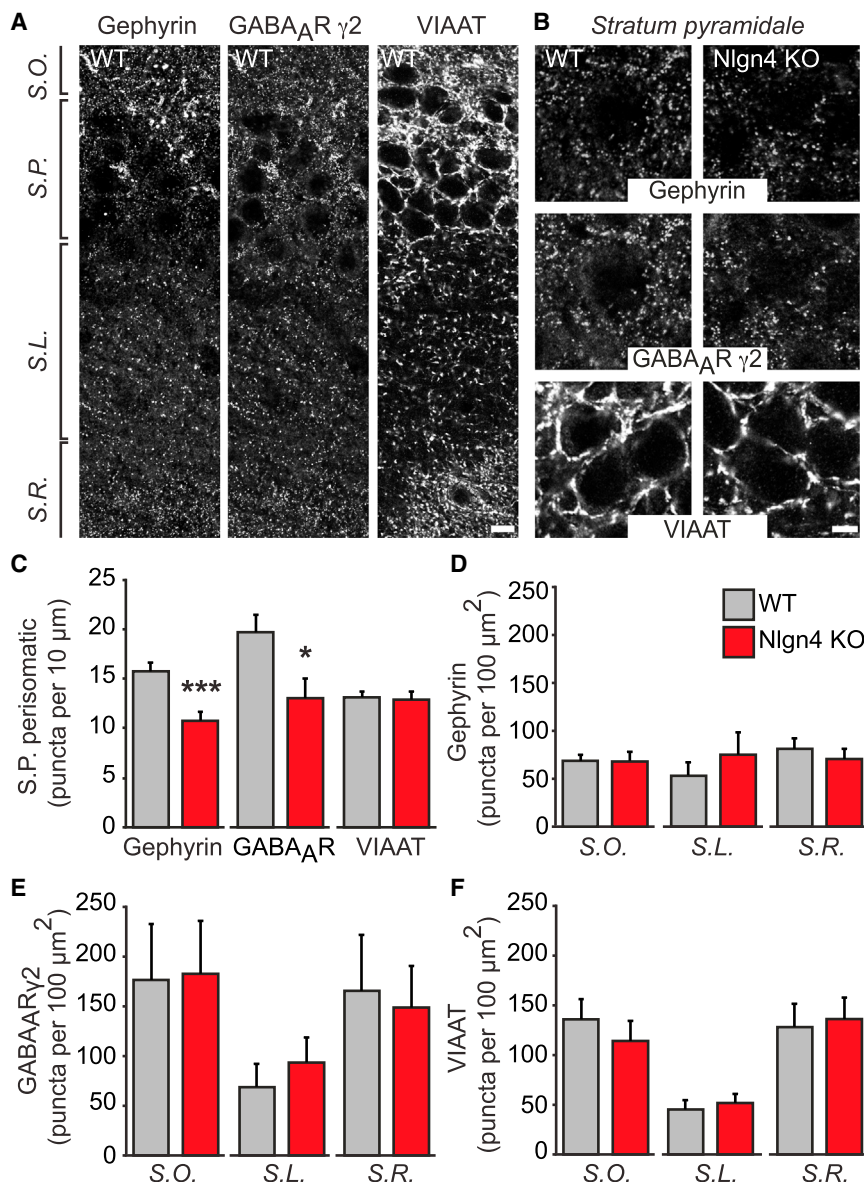 A
Gephyrin
GABAAR γ2
VIAAT
WT
WT
WT
S.O.
S.P.
S.L.
S.R.
B
Stratum pyramidale
WT
Nlgn4 KO
Gephyrin
GABAAR γ2
VIAAT
C
S.P. perisomatic
(puncta per 10 µm)
25
20
15
10
5
0
***
*
Gephyrin
GABAAR
VIAAT
D
Gephyrin
(puncta per 100 µm2)
250
200
150
100
50
0
WT
Nlgn4 KO
S.O.
S.L.
S.R.
E
GABAARγ2
(puncta per 100 µm2)
250
200
150
100
50
0
S.O.
S.L.
S.R.
F
VIAAT
(puncta per 100 µm2)
250
200
150
100
50
0
S.O.
S.L.
S.R.